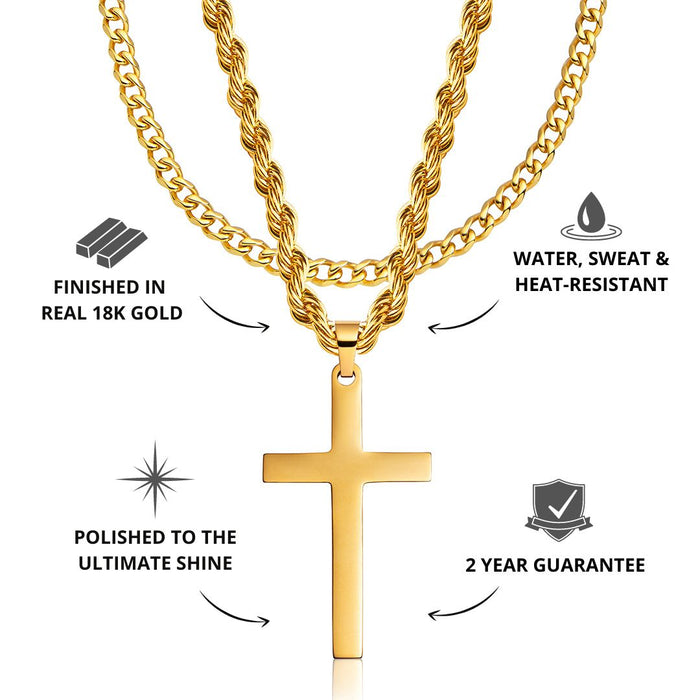 FINISHED IN
REAL 18K GOLD
WATER, SWEAT &
HEAT-RESISTANT
POLISHED TO THE
ULTIMATE SHINE
2 YEAR GUARANTEE